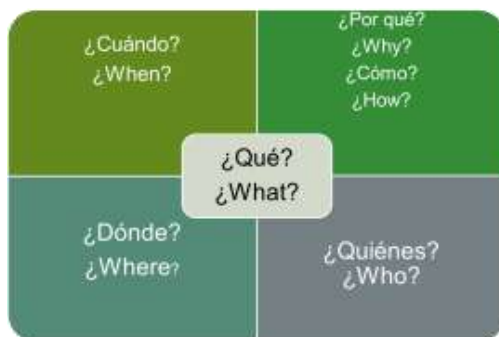 ¿Cuándo?
¿When?
¿Por qué?
¿Why?
¿Cómo?
¿How?
¿Qué?
¿What?
¿Dónde?
¿Where?
¿Quiénes?
¿Who?